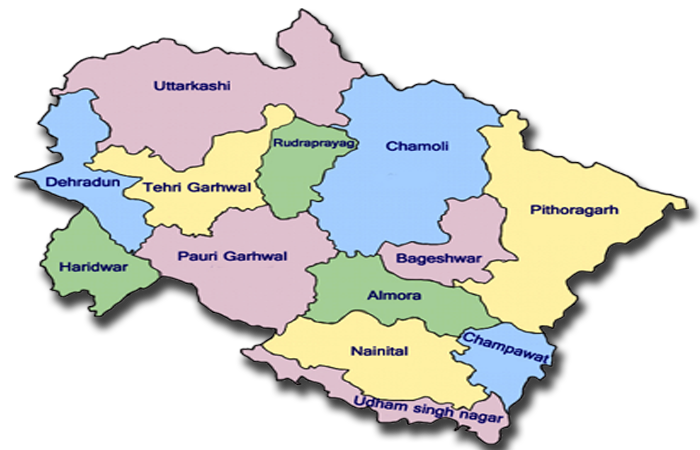 Uttarkashi
Rudraprayag
Chamoli
Dehradun
Tehri Garhwal
Pithoragarh
Pauri Garhwal
Bageshwar
Haridwar
Almora
Champawat
Nainital
Udham singh nagar